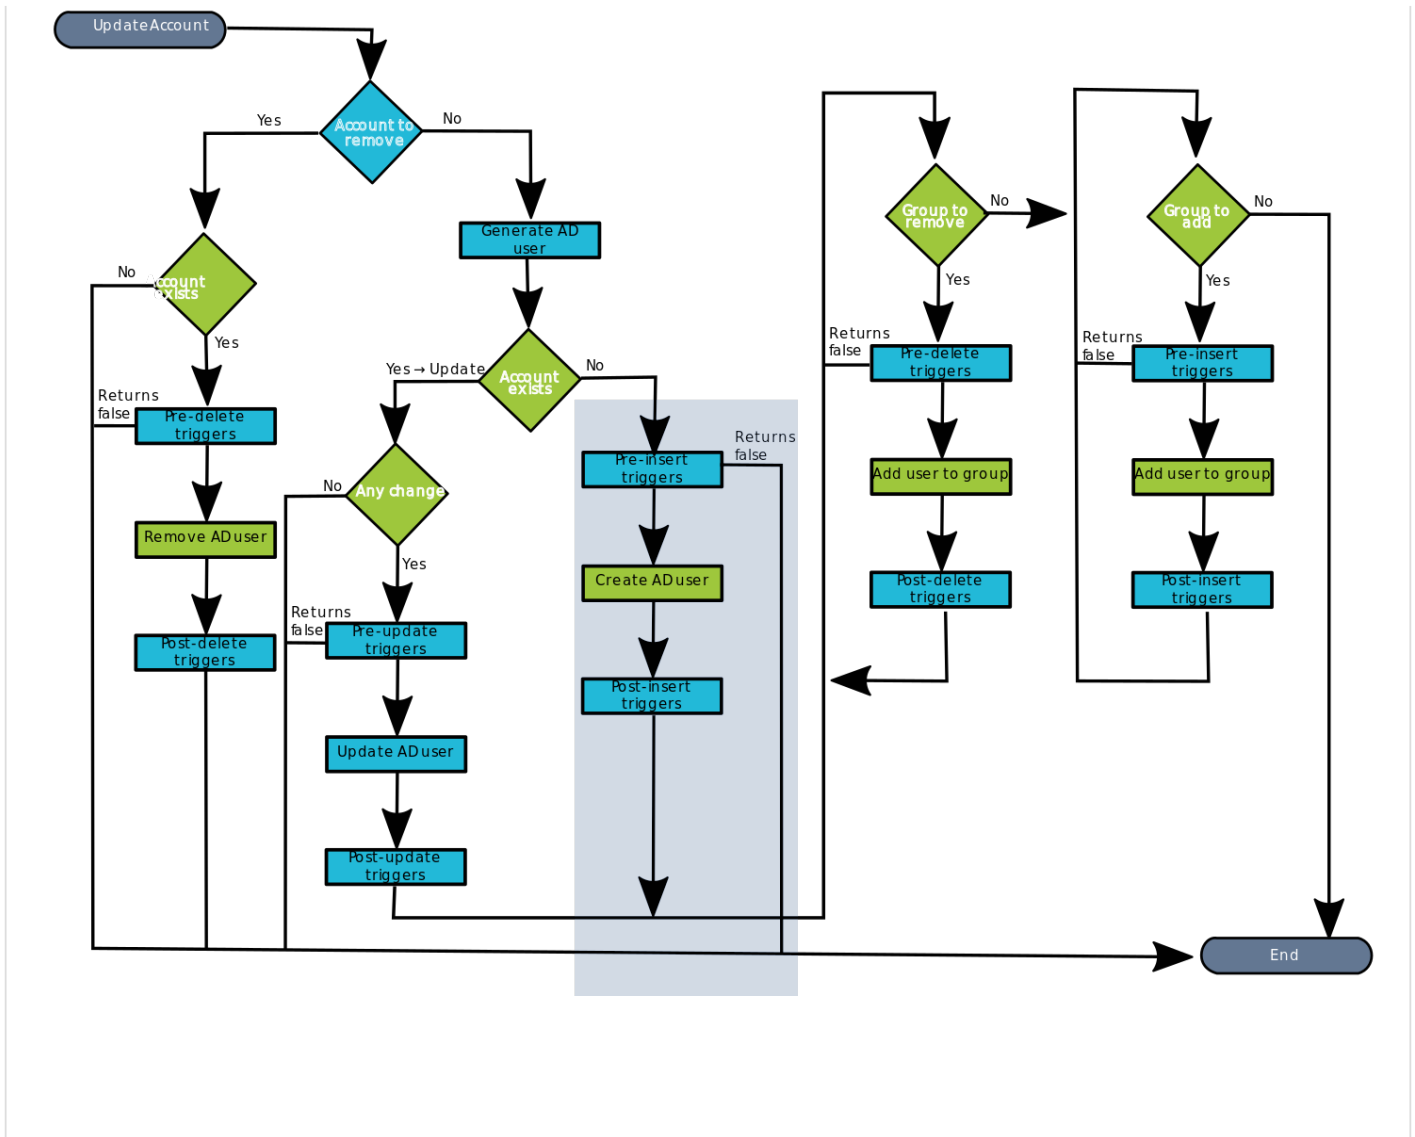 UpdateAccount
Account to
remove
Yes
No
Generate AD
user
Account
exists
No
Yes
Returns
false
Pre-delete
triggers
Remove AD user
Post-delete
triggers
Account
exists
Yes → Update
No
Any change
No
Yes
Returns
false
Pre-update
triggers
Update AD user
Post-update
triggers
Pre-insert
triggers
Returns
false
Create AD user
Post-insert
triggers
Group to
remove
No
Yes
Returns
false
Pre-delete
triggers
Add user to group
Post-delete
triggers
Group to
add
No
Yes
Returns
false
Pre-insert
triggers
Add user to group
Post-insert
triggers
End